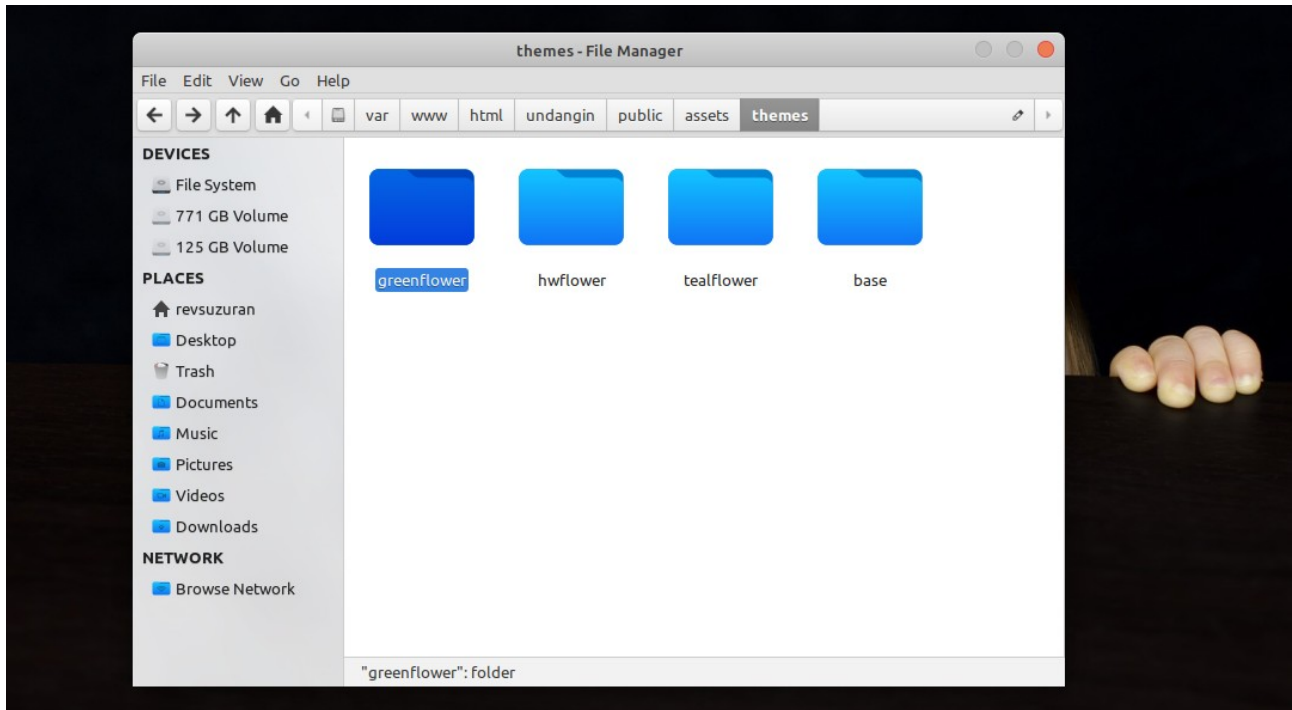 themes - File Manager
File Edit View Go Help
var www html undangin public assets themes
DEVICES
File System
771 GB Volume
125 GB Volume
PLACES
revsuzuran
Desktop
Trash
Documents
Music
Pictures
Videos
Downloads
NETWORK
Browse Network
greenflower hwflower tealflower base
"greenflower": folder